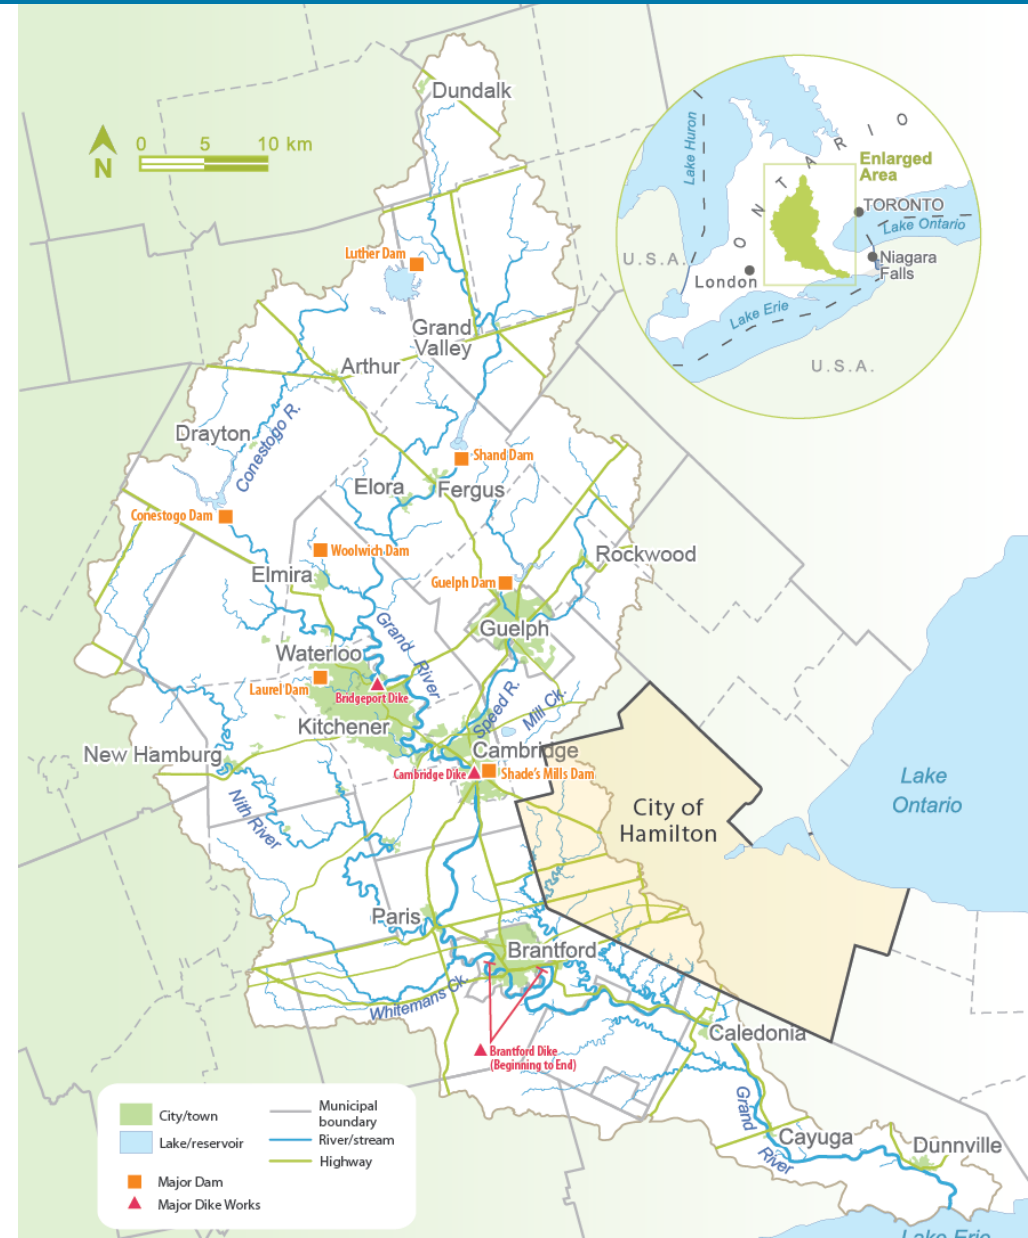 Dundalk
0 5 10 km
N
Lake Huron
ONTARIO
Enlarged
Area
TORONTO
Lake Ontario
U.S.A.
Niagara
Falls
London
Lake Erie
U.S.A.
Luther Dam
Grand
Valley
Arthur
Drayton
Conestogo R.
Shand Dam
Elora
Fergus
Conestogo Dam
Woolwich Dam
Rockwood
Elmira
Guelph Dam
Guelph
Grand River
Waterloo
Laurel Dam
Bridgeport Dike
Speed R.
Mill Ck.
Kitchener
New Hamburg
Cambridge
Cambridge Dike
Shade's Mills Dam
Nith River
City of
Hamilton
Lake
Ontario
Paris
Brantford
Whitemans Ck.
Caledonia
Brantford Dike
(Beginning to End)
Grand
River
Cayuga
Dunnville
Lake Erie
City/town
Lake/reservoir
Major Dam
Major Dike Works
Municipal
boundary
River/stream
Highway